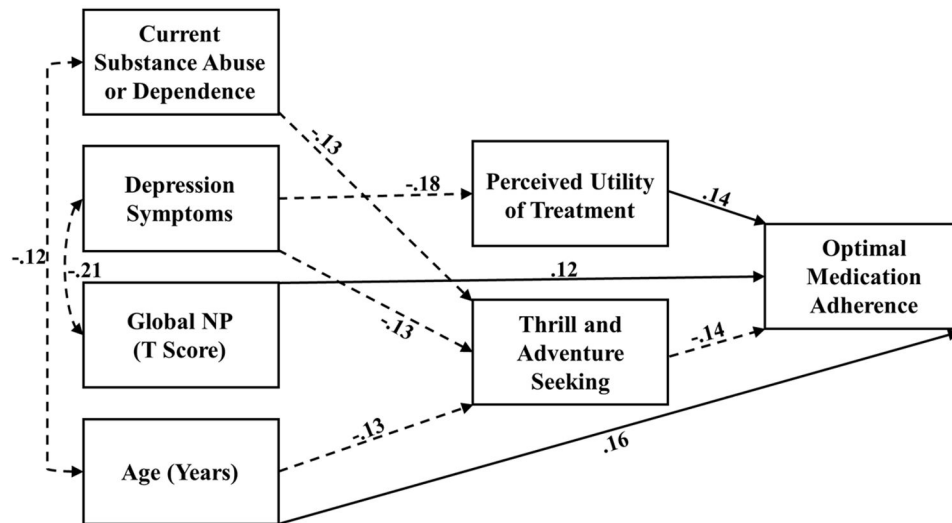 Current
Substance Abuse
or Dependence
-.13
Depression
Symptoms
-.18
Perceived Utility
of Treatment
.14
-.12
-.21
.12
Optimal
Medication
Adherence
Global NP
(T Score)
-.13
Thrill and
Adventure
Seeking
-.14
Age (Years)
-.13
.16